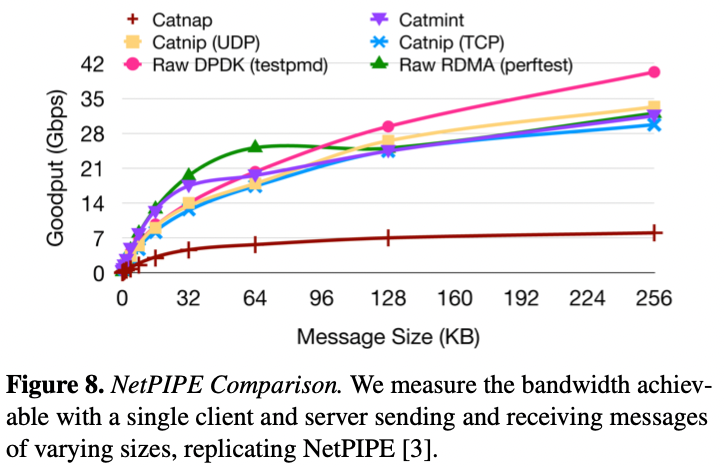 Catnap
Catmint
Catnip (UDP)
Catnip (TCP)
Raw DPDK (testpmd)
Raw RDMA (perftest)
42
35
28
21
14
7
0
Goodput (Gbps)
0 32 64 96 128 160 192 224 256
Message Size (KB)
Figure 8. NetPIPE Comparison. We measure the bandwidth achiev-
able with a single client and server sending and receiving messages
of varying sizes, replicating NetPIPE [3].